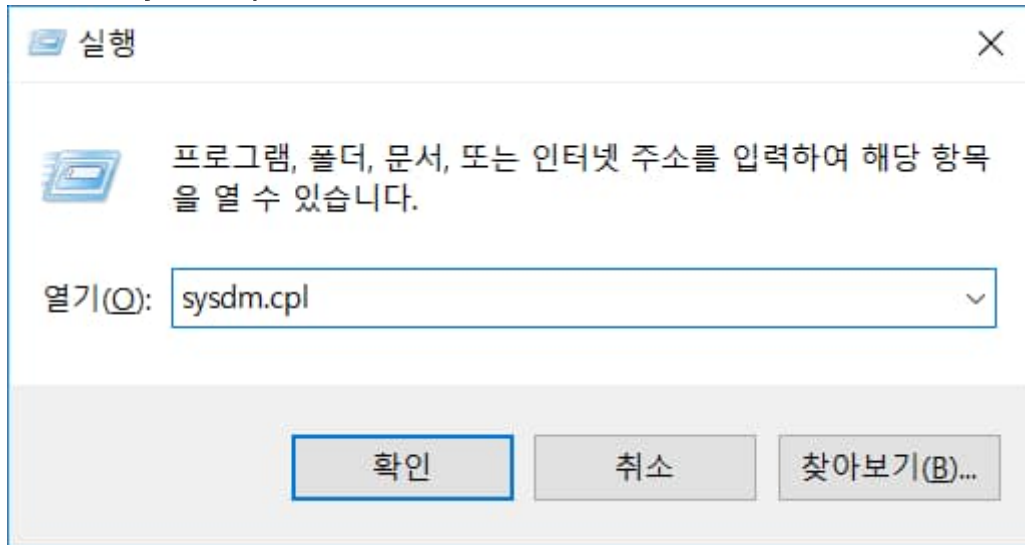 실행
프로그램, 폴더, 문서, 또는 인터넷 주소를 입력하여 해당 항목
을 열 수 있습니다.
열기(O): sysdm.cpl
확인 취소 찾아보기(B)...